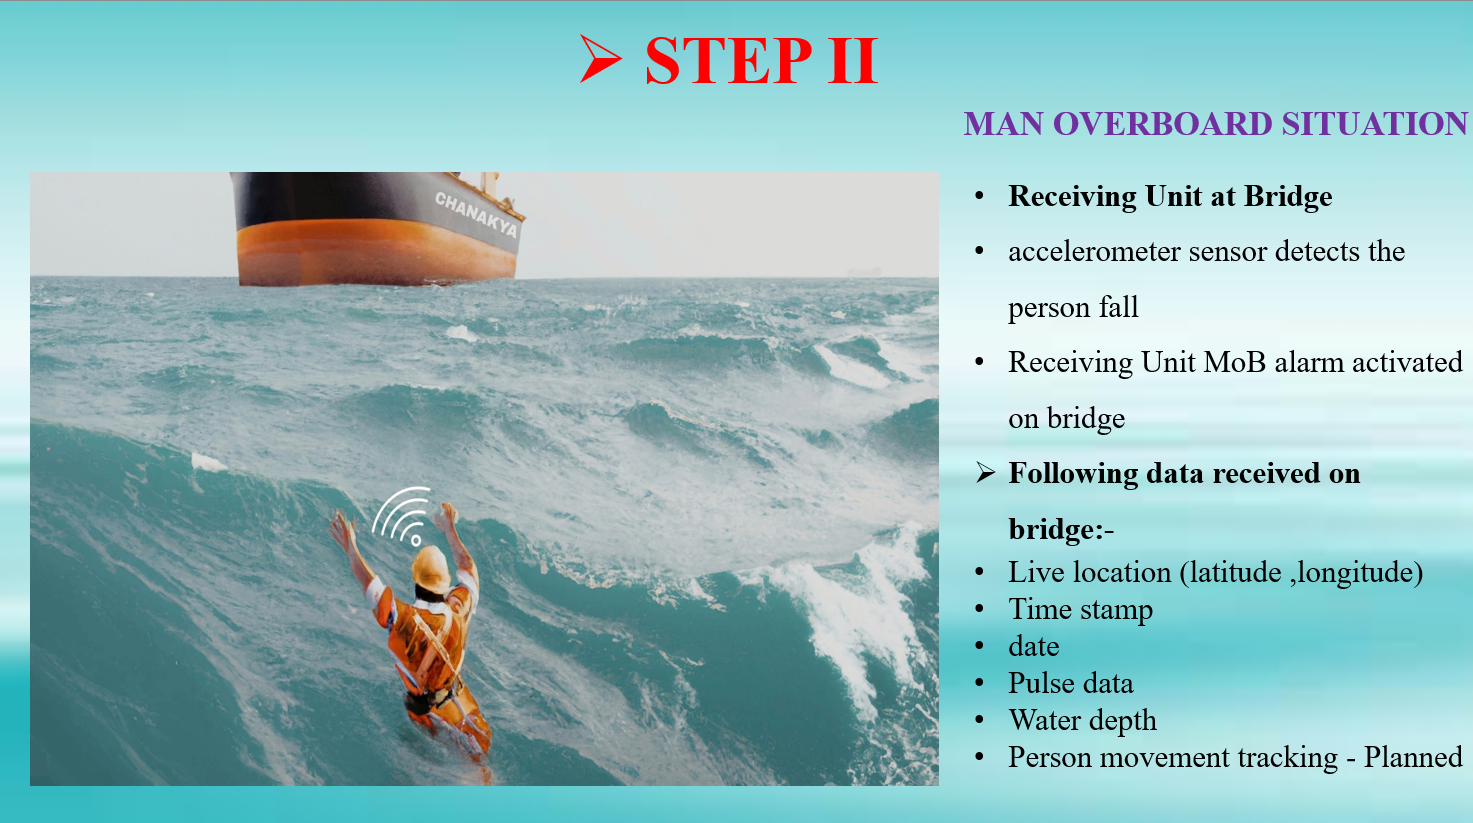 ➢ STEP II
MAN OVERBOARD SITUATION
CHANAKYA
• Receiving Unit at Bridge
• accelerometer sensor detects the
person fall
• Receiving Unit MoB alarm activated
on bridge
➢ Following data received on
bridge:-
• Live location (latitude ,longitude)
• Time stamp
• date
• Pulse data
• Water depth
• Person movement tracking - Planned